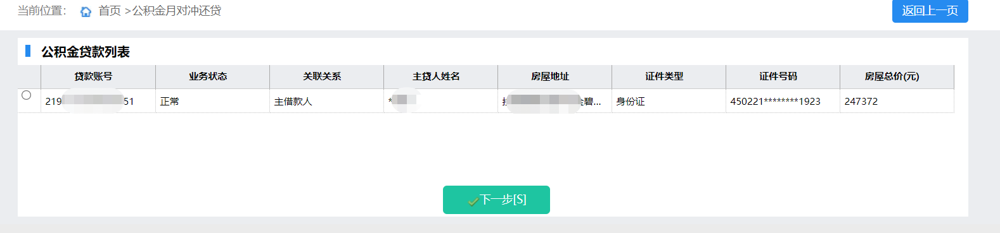 当前位置： 首页 >公积金月对冲还贷 返回上一页
公积金贷款列表
贷款账号 业务状态 关联关系 主贷人姓名 房屋地址 证件类型 证件号码 房屋总价(元)
219 51 正常 主借款人 * 碧... 身份证 450221********1923 247372
下一步[S]